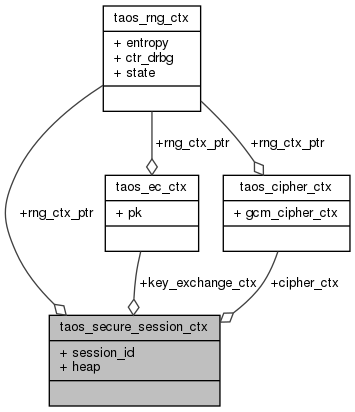 taos_rng_ctx
+ entropy
+ ctr_drbg
+ state
+rng_ctx_ptr
+rng_ctx_ptr
taos_ec_ctx
+ pk
taos_cipher_ctx
+ gcm_cipher_ctx
+rng_ctx_ptr
+key_exchange_ctx
+cipher_ctx
taos_secure_session_ctx
+ session_id
+ heap